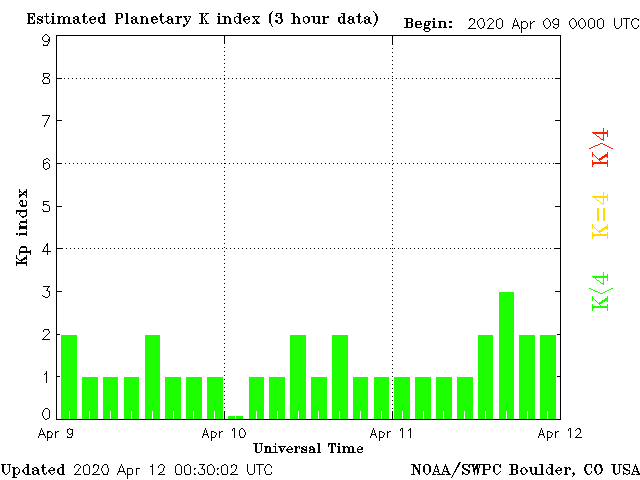 Estimated Planetary K index (3 hour data)
Begin: 2020 Apr 09 0000 UTC
9
8
7
6
5
4
3
2
1
0
Kp index
K>4
K=4
K<4
Apr 9
Apr 10
Apr 11
Apr 12
Universal Time
Updated 2020 Apr 12 00:30:02 UTC
NOAA/SWPC Boulder, CO USA